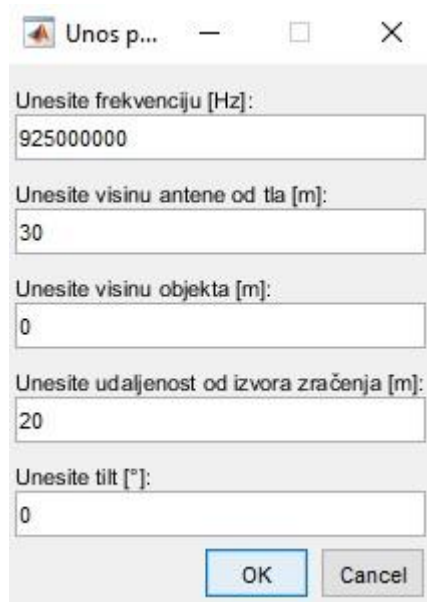 Unos p...
Unesite frekvenciju [Hz]:
925000000
Unesite visinu antene od tla [m]:
30
Unesite visinu objekta [m]:
0
Unesite udaljenost od izvora zračenja [m]:
20
Unesite tilt [°]:
0
OK Cancel